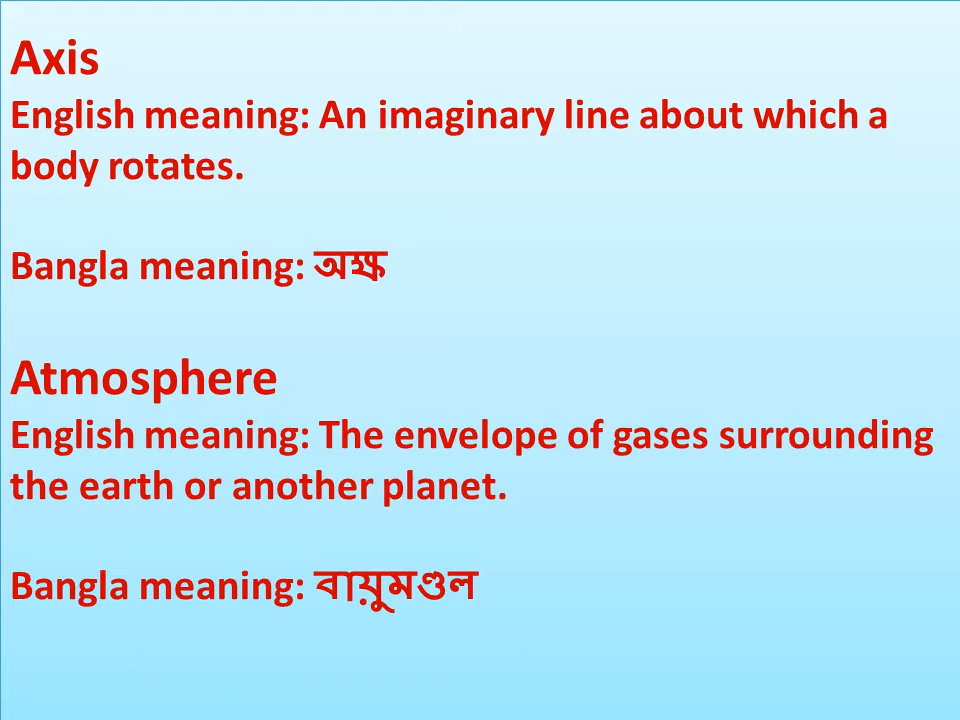 Axis
English meaning: An imaginary line about which a
body rotates.
Bangla meaning: অক্ষ
Atmosphere
English meaning: The envelope of gases surrounding
the earth or another planet.
Bangla meaning: বায়ুমণ্ডল